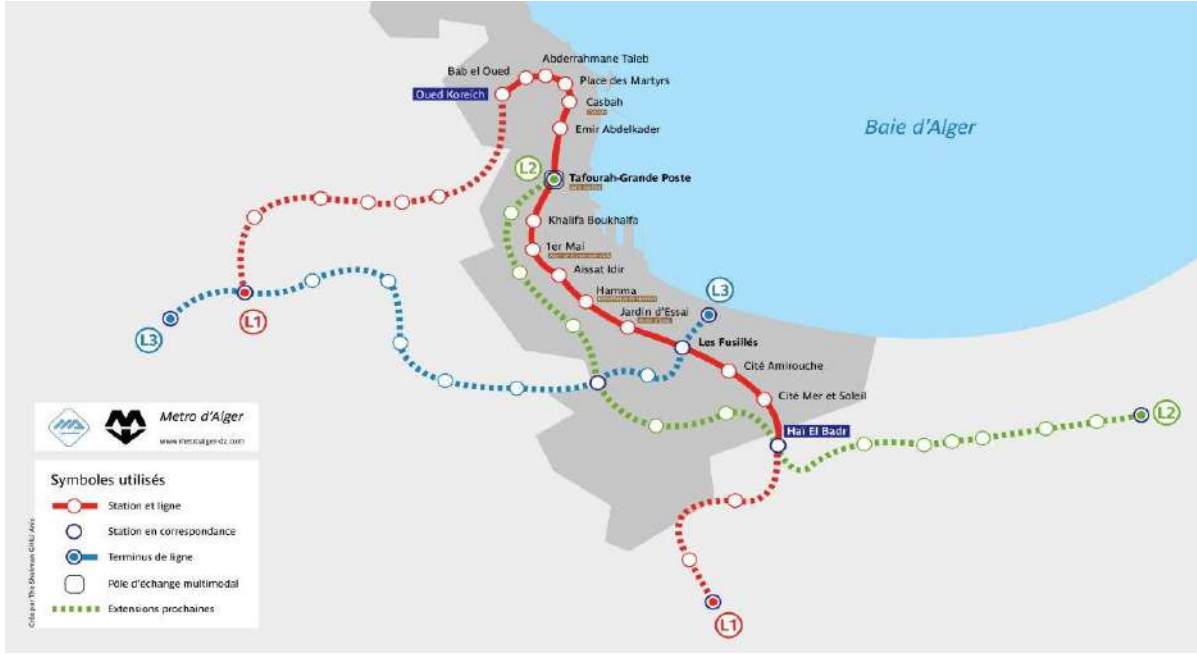 Abderrahmane Taleb
Bab el Oued
Place des Martyrs
Oued Koreich
Casbah
Emir Abdelkader
Baie d'Alger
L2
Tafourah-Grande Poste
Khalifa Boukhalfa
1er Mai
Aissat Idir
Hamma
L3
Jardin d'Essai
L1
L3
Les Fusillés
Cité Amirouche
Cité Mer et Soleil
Haï El Badr
L2
Metro d'Alger
www.metroalger-dz.com
Symboles utilisés
Station et ligne
Station en correspondance
Terminus de ligne
Pôle d'échange multimodal
Extensions prochaines
L1